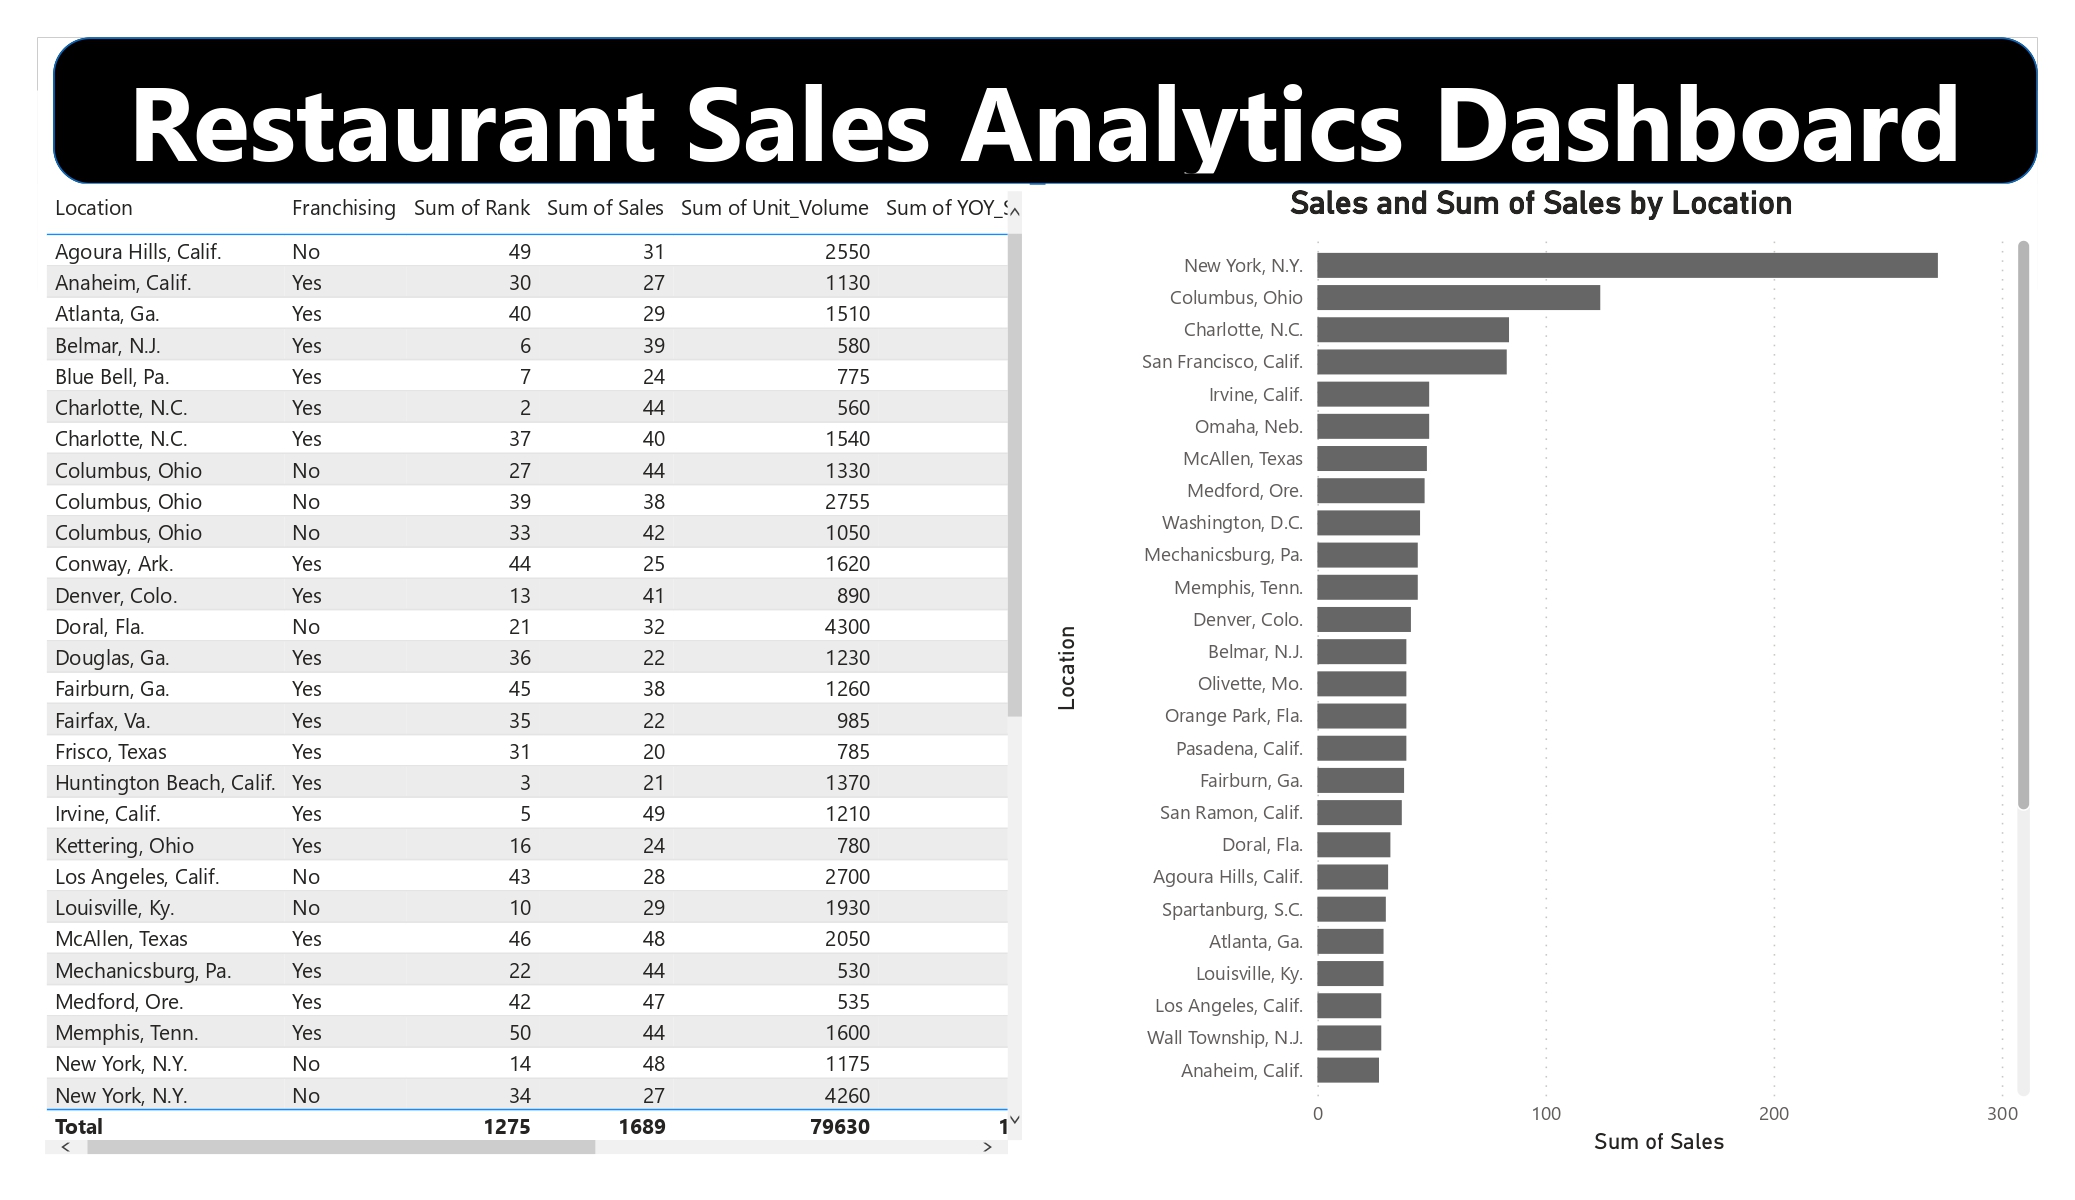 Restaurant Sales Analytics Dashboard
Location Franchising Sum of Rank Sum of Sales Sum of Unit_Volume Sum of YOY_S
Agoura Hills, Calif. No 49 31 2550
Anaheim, Calif. Yes 30 27 1130
Atlanta, Ga. Yes 40 29 1510
Belmar, N.J. Yes 6 39 580
Blue Bell, Pa. Yes 7 24 775
Charlotte, N.C. Yes 2 44 560
Charlotte, N.C. Yes 37 40 1540
Columbus, Ohio No 27 44 1330
Columbus, Ohio No 39 38 2755
Columbus, Ohio No 33 42 1050
Conway, Ark. Yes 44 25 1620
Denver, Colo. Yes 13 41 890
Doral, Fla. No 21 32 4300
Douglas, Ga. Yes 36 22 1230
Fairburn, Ga. Yes 45 38 1260
Fairfax, Va. Yes 35 22 985
Frisco, Texas Yes 31 20 785
Huntington Beach, Calif. Yes 3 21 1370
Irvine, Calif. Yes 5 49 1210
Kettering, Ohio Yes 16 24 780
Los Angeles, Calif. No 43 28 2700
Louisville, Ky. No 10 29 1930
McAllen, Texas Yes 46 48 2050
Mechanicsburg, Pa. Yes 22 44 530
Medford, Ore. Yes 42 47 535
Memphis, Tenn. Yes 50 44 1600
New York, N.Y. No 14 48 1175
New York, N.Y. No 34 27 4260
Total 1275 1689 79630 1
Sales and Sum of Sales by Location
Location
New York, N.Y.
Columbus, Ohio
Charlotte, N.C.
San Francisco, Calif.
Irvine, Calif.
Omaha, Neb.
McAllen, Texas
Medford, Ore.
Washington, D.C.
Mechanicsburg, Pa.
Memphis, Tenn.
Denver, Colo.
Belmar, N.J.
Olivette, Mo.
Orange Park, Fla.
Pasadena, Calif.
Fairburn, Ga.
San Ramon, Calif.
Doral, Fla.
Agoura Hills, Calif.
Spartanburg, S.C.
Atlanta, Ga.
Louisville, Ky.
Los Angeles, Calif.
Wall Township, N.J.
Anaheim, Calif.
0 100 200 300
Sum of Sales